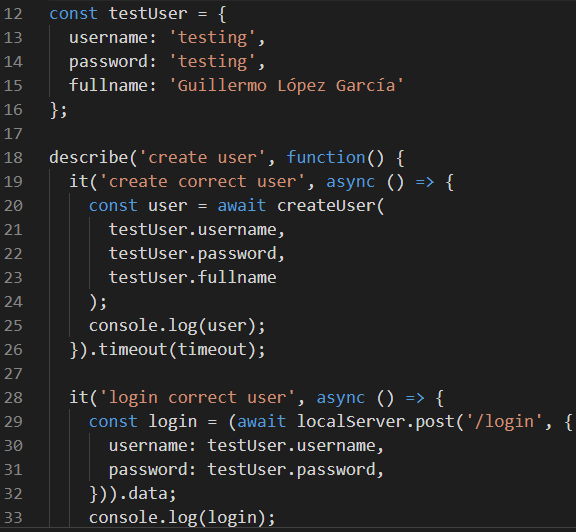 12 const testUser = {
13   username: 'testing',
14   password: 'testing',
15   fullname: 'Guillermo López García'
16 };
17
18 describe('create user', function() {
19   it('create correct user', async () => {
20     const user = await createUser(
21       testUser.username,
22       testUser.password,
23       testUser.fullname
24     );
25     console.log(user);
26   }).timeout(timeout);
27
28   it('login correct user', async () => {
29     const login = (await localServer.post('/login', {
30       username: testUser.username,
31       password: testUser.password,
32     })).data;
33     console.log(login);